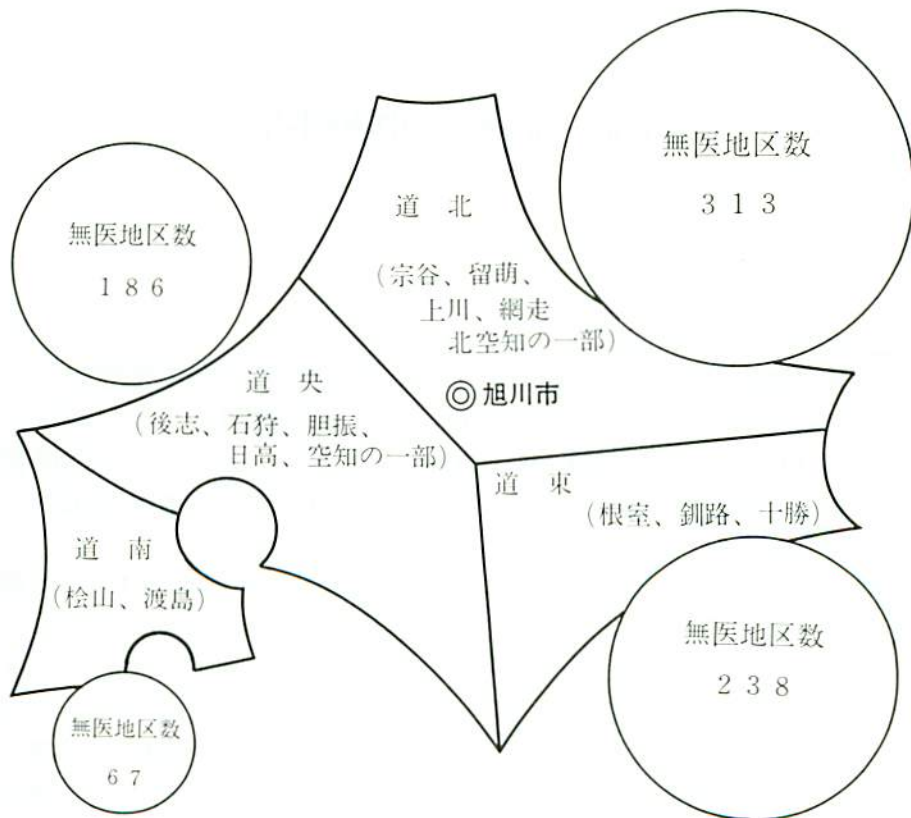 無医地区数
313
道北
(宗谷、留萌、
上川、網走
北空知の一部)
無医地区数
186
道央
(後志、石狩、胆振、
日高、空知の一部)
◎旭川市
道東
(根室、釧路、十勝)
道南
(桧山、渡島)
無医地区数
238
無医地区数
67